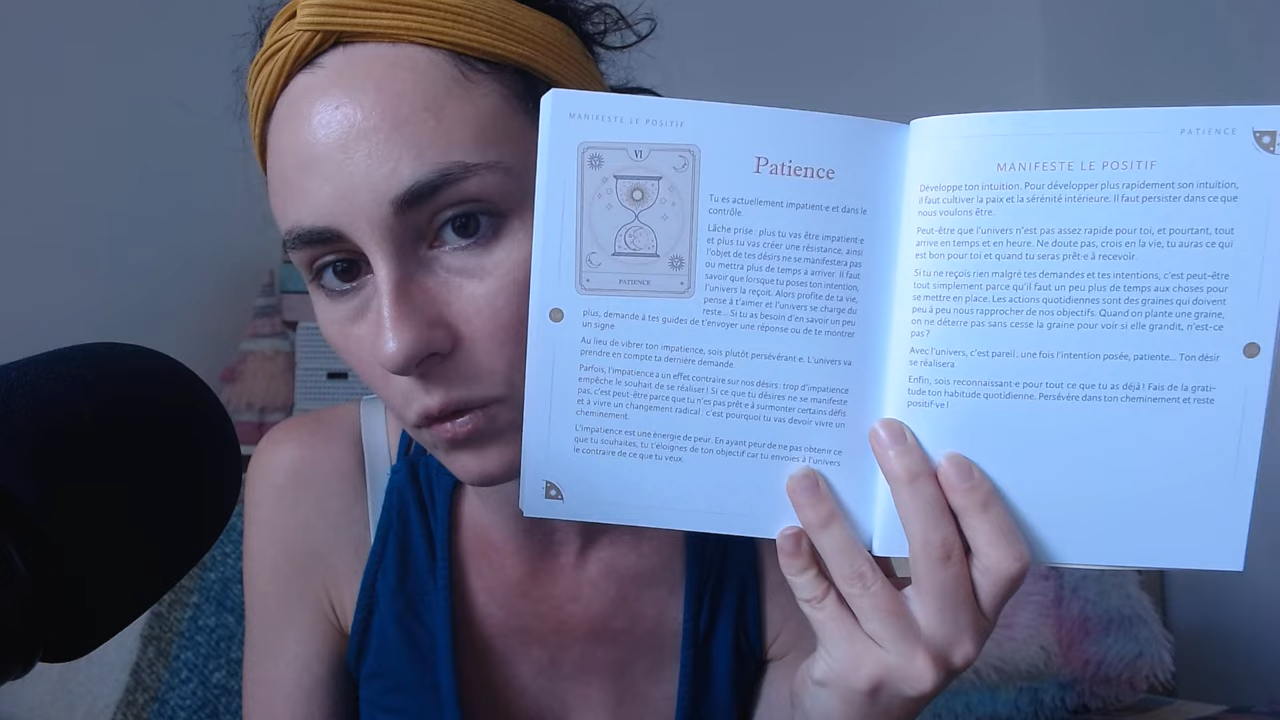 MANIFESTE LE POSITIF
VI
PATIENCE
Patience
Tu es actuellement impatient·e et dans le
contrôle.
Lâche prise : plus tu vas être impatient·e
et plus tu vas créer une résistance, ainsi
l'objet de tes désirs ne se manifestera pas
ou mettra plus de temps à arriver. Il faut
savoir que lorsque tu poses ton intention,
l'univers la reçoit. Alors profite de ta vie,
pense à t'aimer et l'univers se charge du
reste... Si tu as besoin d'en savoir un peu
plus, demande à tes guides de t'envoyer une réponse ou de te montrer
un signe.
Au lieu de vibrer ton impatience, sois plutôt persévérant·e. L'univers va
prendre en compte ta dernière demande.
Parfois, l'impatience a un effet contraire sur nos désirs : trop d'impatience
empêche le souhait de se réaliser ! Si ce que tu désires ne se manifeste
pas, c'est peut-être parce que tu n'es pas prêt·e à surmonter certains défis
et à vivre un changement radical : c'est pourquoi tu vas devoir vivre un
cheminement.
L'impatience est une énergie de peur. En ayant peur de ne pas obtenir ce
que tu souhaites, tu t'éloignes de ton objectif car tu envoies à l'univers
le contraire de ce que tu veux.
PATIENCE
MANIFESTE LE POSITIF
Développe ton intuition. Pour développer plus rapidement son intuition,
il faut cultiver la paix et la sérénité intérieure. Il faut persister dans ce que
nous voulons être.
Peut-être que l'univers n'est pas assez rapide pour toi, et pourtant, tout
arrive en temps et en heure. Ne doute pas, crois en la vie, tu auras ce qui
est bon pour toi et quand tu seras prêt·e à recevoir.
Si tu ne reçois rien malgré tes demandes et tes intentions, c'est peut-être
tout simplement parce qu'il faut un peu plus de temps aux choses pour
se mettre en place. Les actions quotidiennes sont des graines qui doivent
peu à peu nous rapprocher de nos objectifs. Quand on plante une graine,
on ne déterre pas sans cesse la graine pour voir si elle grandit, n'est-ce
pas ?
Avec l'univers, c'est pareil : une fois l'intention posée, patiente... Ton désir
se réalisera.
Enfin, sois reconnaissant·e pour tout ce que tu as déjà ! Fais de la grati-
tude ton habitude quotidienne. Persévère dans ton cheminement et reste
positif·ve !